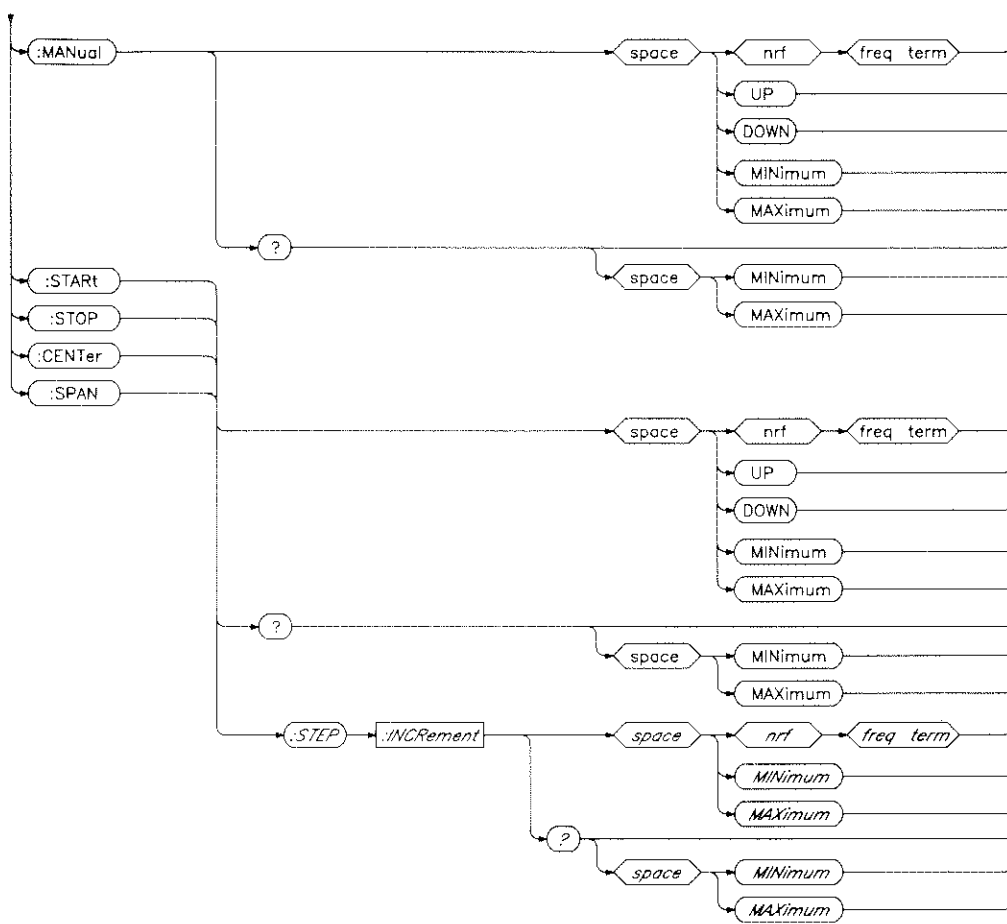 :MANual space nrf freq term
UP
DOWN
MINimum
MAXimum
?
:STARt space MINimum
:STOP MAXimum
:CENTer
:SPAN
space nrf freq term
UP
DOWN
MINimum
MAXimum
?
space MINimum
MAXimum
:STEP :INCRement space nrf freq term
MINimum
MAXimum
?
space MINimum
MAXimum